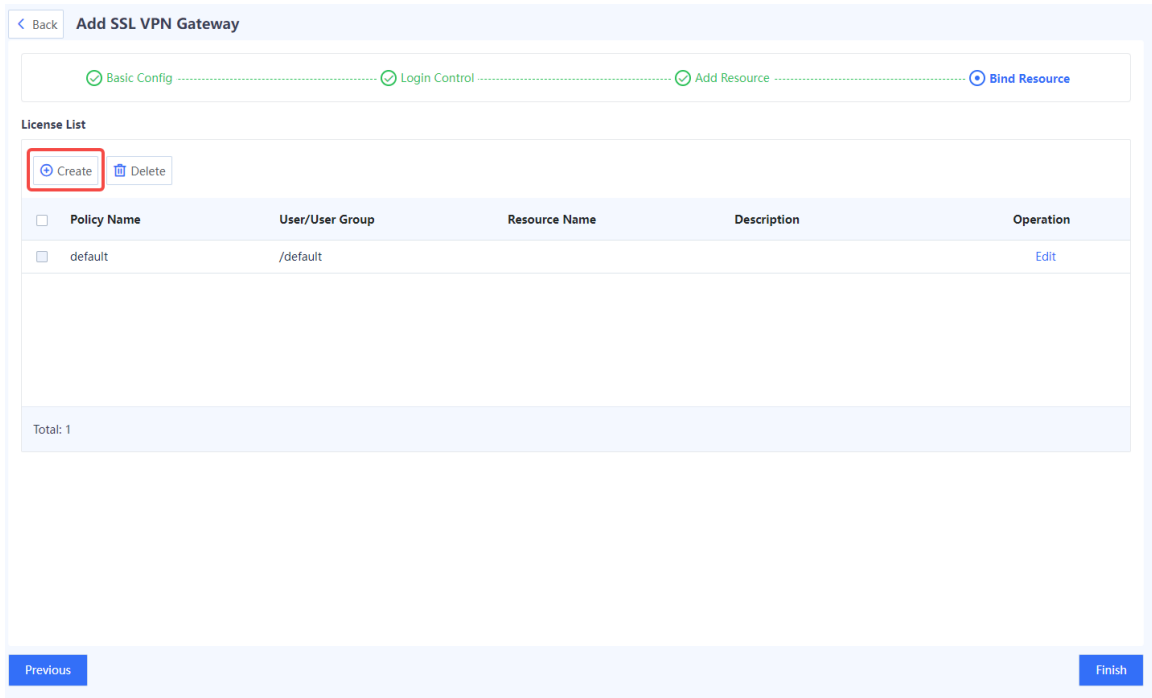 Back Add SSL VPN Gateway
Basic Config Login Control Add Resource Bind Resource
License List
Create Delete
Policy Name User/User Group Resource Name Description Operation
default /default Edit
Total: 1
Previous Finish